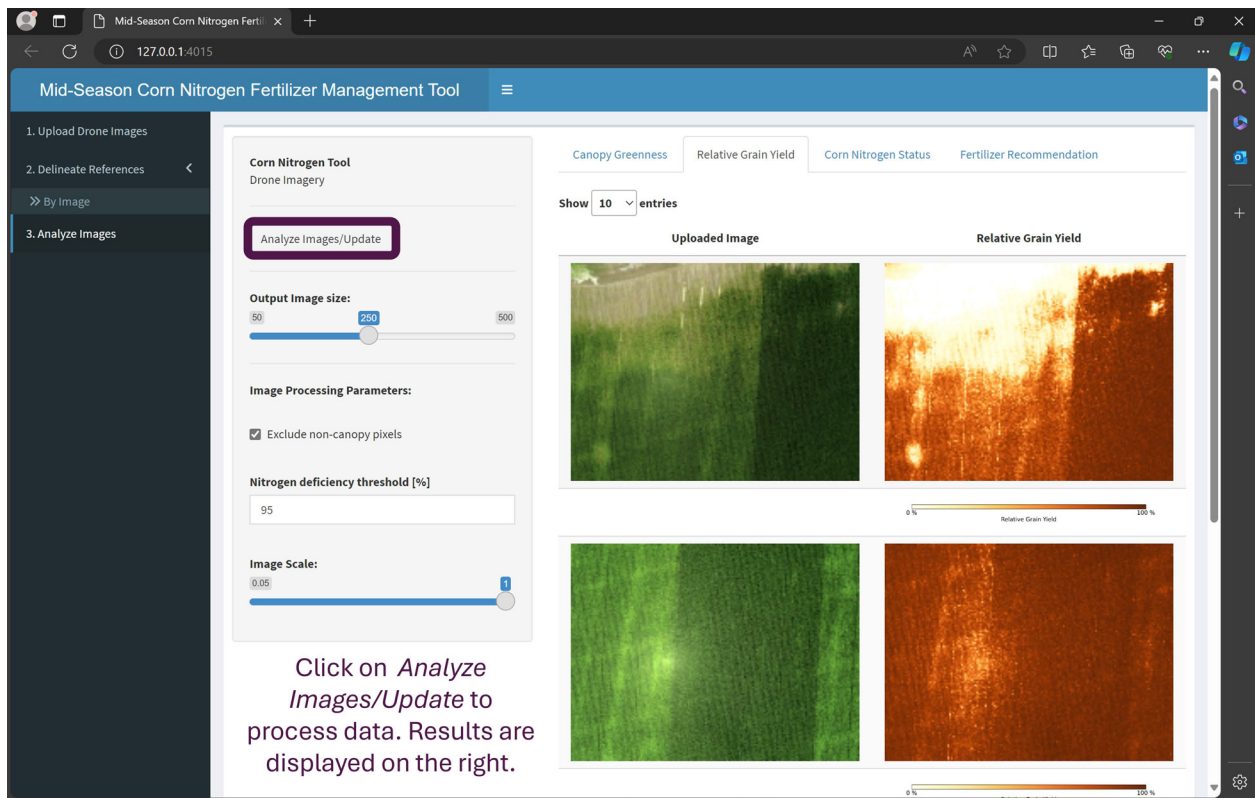 Mid-Season Corn Nitrogen Fertil
127.0.0.1:4015
Mid-Season Corn Nitrogen Fertilizer Management Tool
1. Upload Drone Images
2. Delineate References
By Image
3. Analyze Images
Corn Nitrogen Tool
Drone Imagery
Analyze Images/Update
Output Image size:
50 250 500
Image Processing Parameters:
Exclude non-canopy pixels
Nitrogen deficiency threshold [%]
95
Image Scale:
0.05 1
Click on Analyze
Images/Update to
process data. Results are
displayed on the right.
Canopy Greenness Relative Grain Yield Corn Nitrogen Status Fertilizer Recommendation
Show 10 entries
Uploaded Image Relative Grain Yield
0 % 100 %
Relative Grain Yield
0 % 100 %